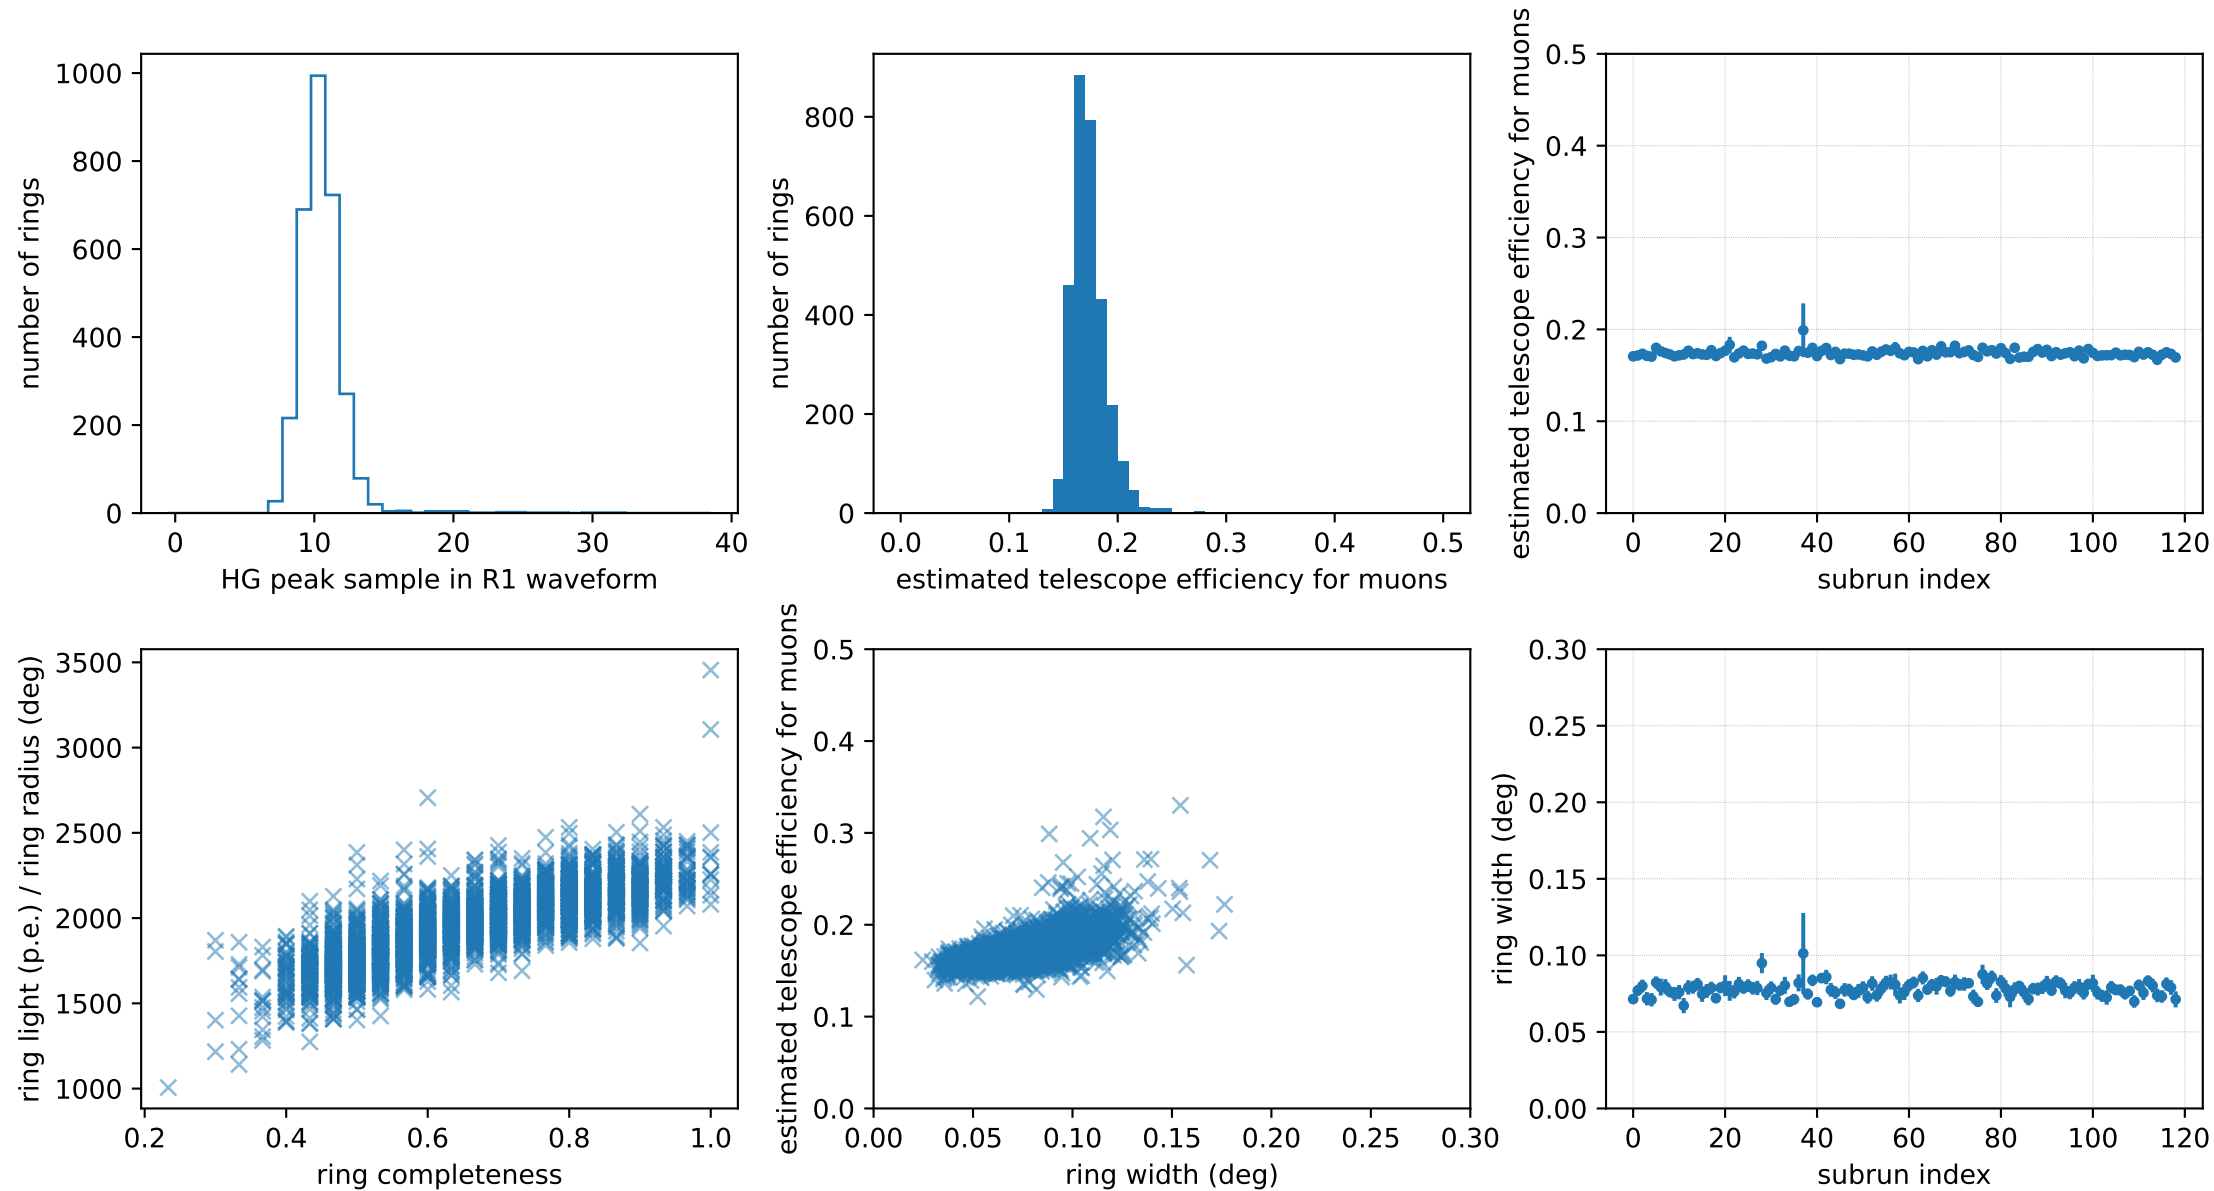 1000
800
600
400
200
0
number of rings
0 10 20 30 40
HG peak sample in R1 waveform
800
600
400
200
0
number of rings
0.0 0.1 0.2 0.3 0.4 0.5
estimated telescope efficiency for muons
0.5
0.4
0.3
0.2
0.1
0.0
estimated telescope efficiency for muons
0 20 40 60 80 100 120
subrun index
3500
3000
2500
2000
1500
1000
ring light (p.e.) / ring radius (deg)
0.2 0.4 0.6 0.8 1.0
ring completeness
0.5
0.4
0.3
0.2
0.1
0.0
estimated telescope efficiency for muons
0.00 0.05 0.10 0.15 0.20 0.25 0.30
ring width (deg)
0.30
0.25
0.20
0.15
0.10
0.05
0.00
ring width (deg)
0 20 40 60 80 100 120
subrun index